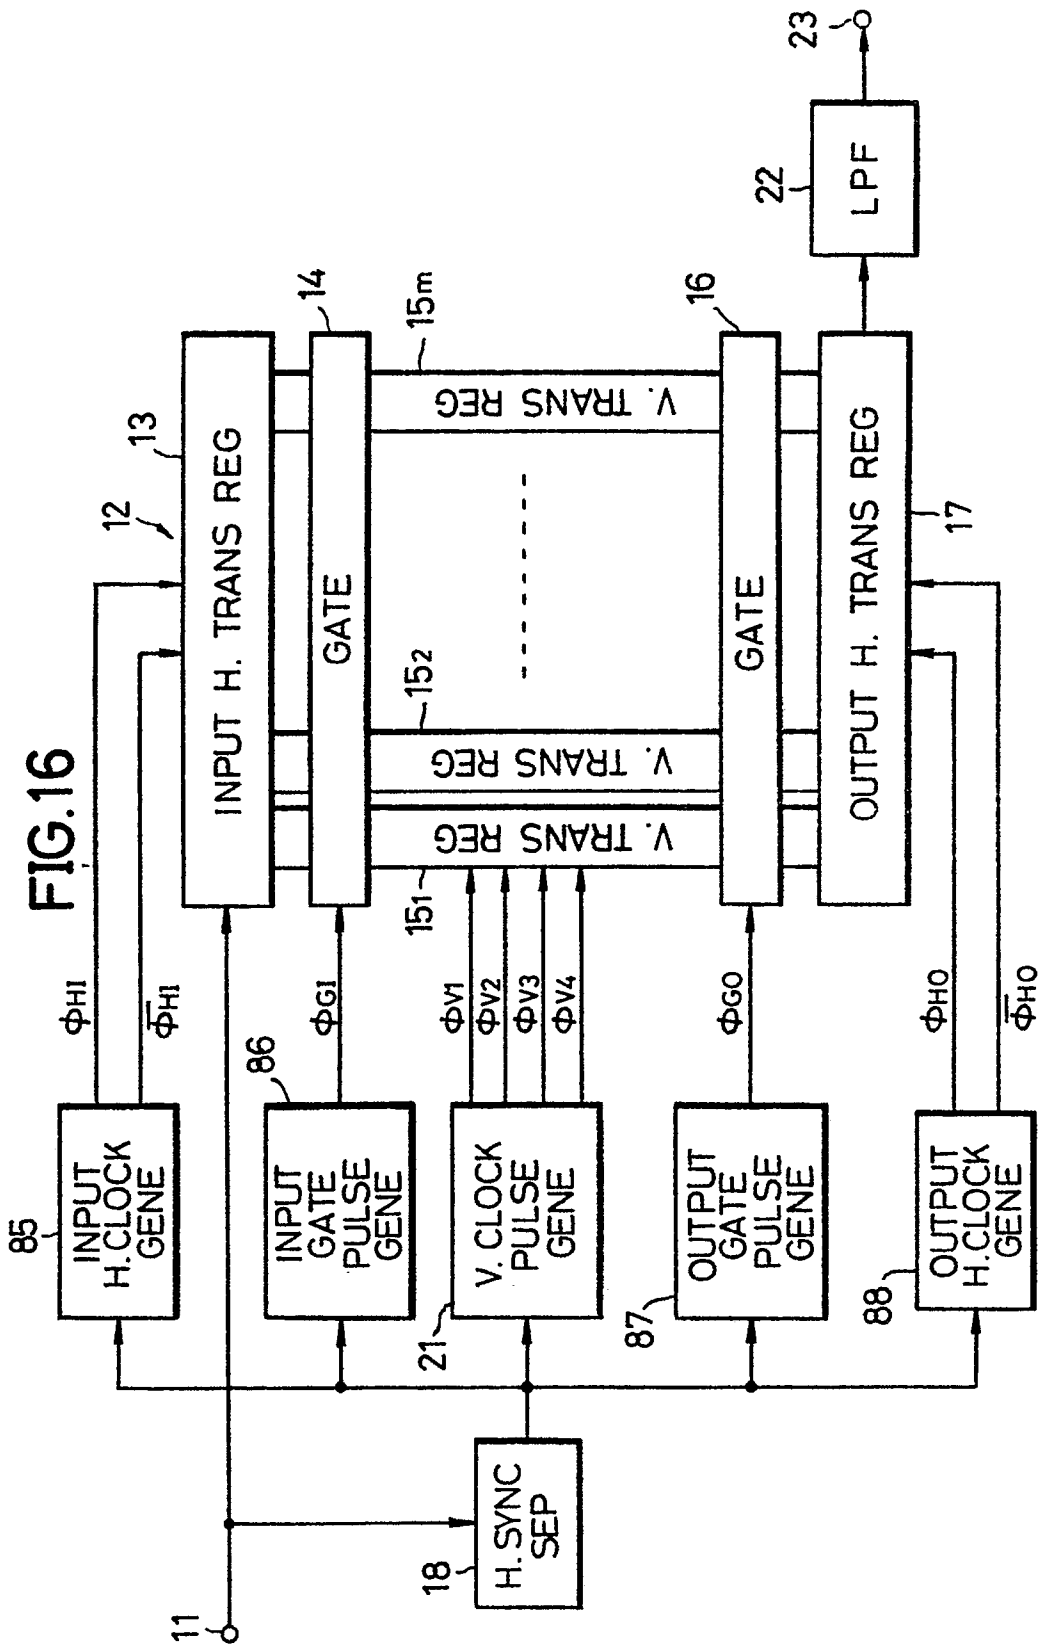 FIG.16
11
18
H. SYNC
SEP
85
INPUT
H. CLOCK
GENE
ΦHI
Φ̅HI
INPUT
GATE
PULSE
GENE
86
ΦGI
21
V. CLOCK
PULSE
GENE
ΦV1
ΦV2
ΦV3
ΦV4
87
OUTPUT
GATE
PULSE
GENE
ΦGO
88
OUTPUT
H. CLOCK
GENE
ΦHO
Φ̅HO
12
13
INPUT H. TRANS REG
14
GATE
15₁
V. TRANS REG
15₂
V. TRANS REG
15m
V. TRANS REG
16
GATE
17
OUTPUT H. TRANS REG
22
LPF
23